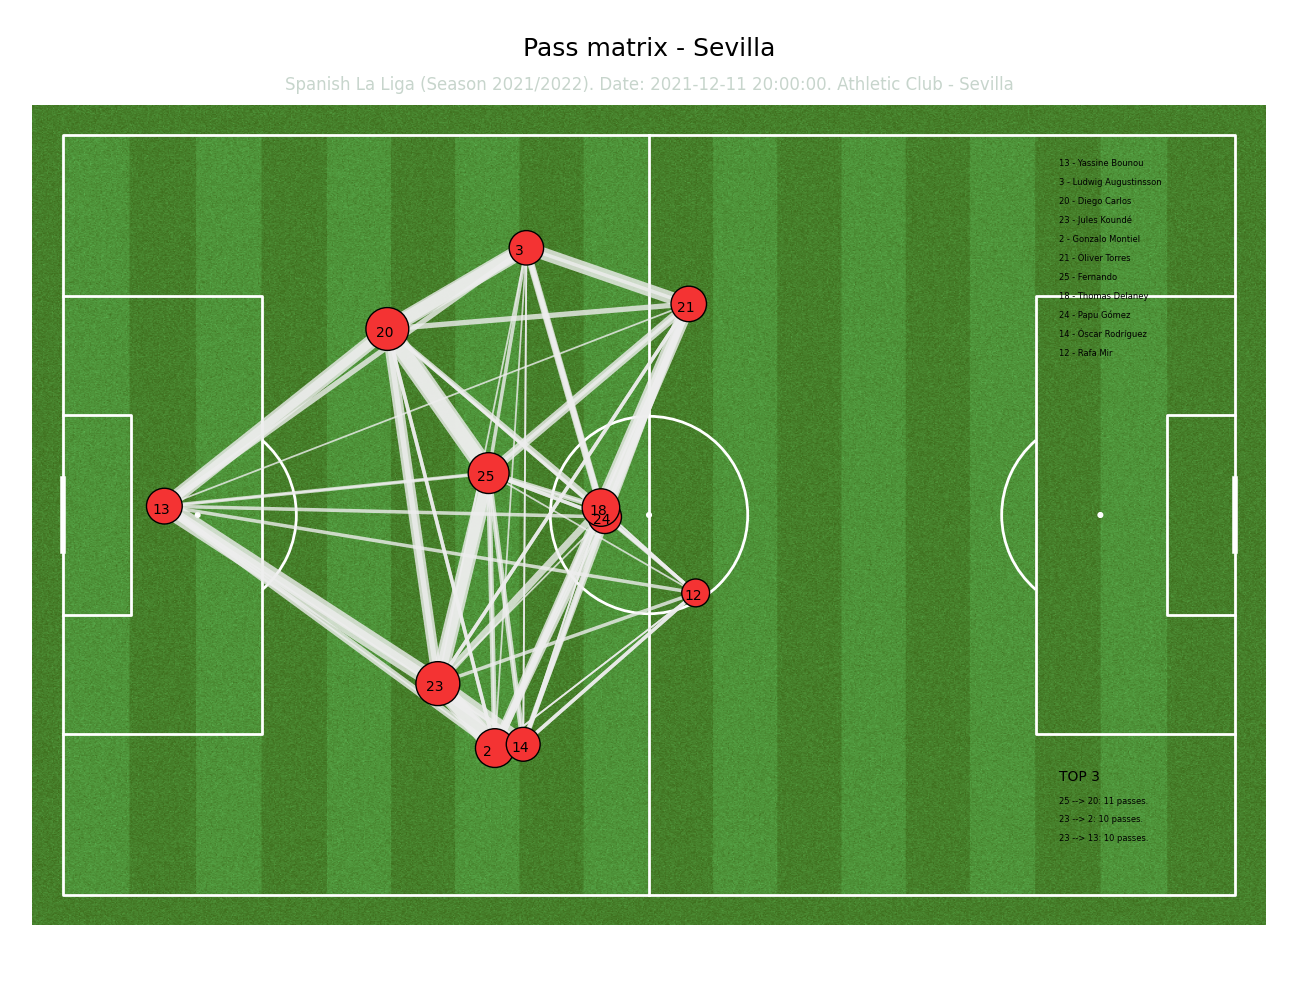 Pass matrix - Sevilla
Spanish La Liga (Season 2021/2022). Date: 2021-12-11 20:00:00. Athletic Club - Sevilla
13 - Yassine Bounou
3 - Ludwig Augustinsson
20 - Diego Carlos
23 - Jules Koundé
2 - Gonzalo Montiel
21 - Óliver Torres
25 - Fernando
18 - Thomas Delaney
24 - Papu Gómez
14 - Óscar Rodríguez
12 - Rafa Mir
3
21
20
25
13
18
24
12
23
2
14
TOP 3
25 --> 20: 11 passes.
23 --> 2: 10 passes.
23 --> 13: 10 passes.